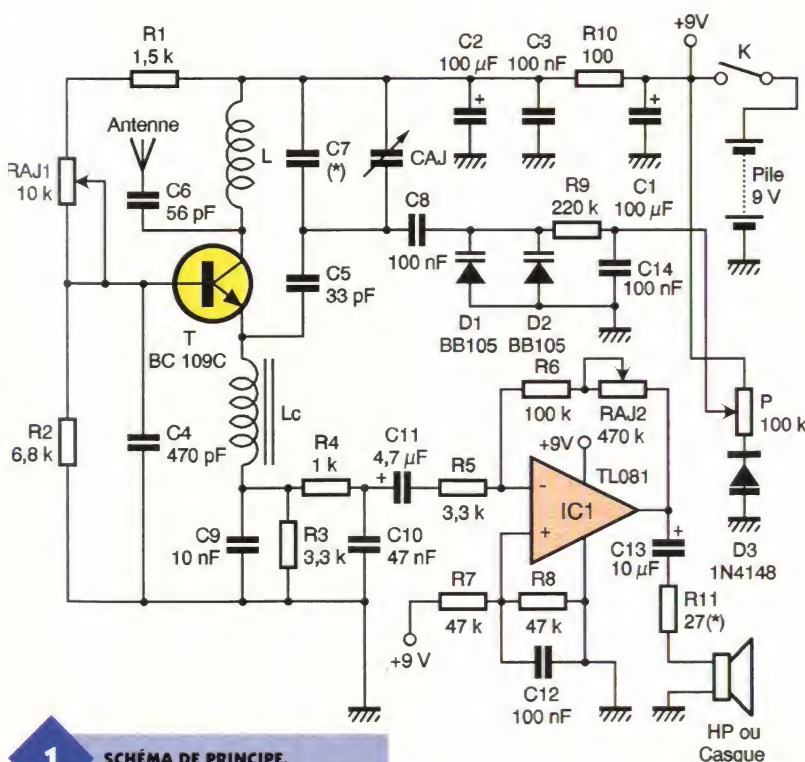 R1
1,5 k
Antenne
RAJ1
10 k
C6
56 pF
L
C7
(*)
CAJ
C2
100 µF
+
C3
100 nF
R10
100
+9V
K
+
C1
100 µF
Pile
9 V
C8
100 nF
R9
220 k
C14
100 nF
C5
33 pF
T
BC 109C
D1
BB105
D2
BB105
R6
100 k
RAJ2
470 k
P
100 k
D3
1N4148
Lc
R2
6,8 k
C4
470 pF
R4
1 k
C11
4,7 µF
+
R5
3,3 k
+9V
TL081
-
+
IC1
C9
10 nF
R3
3,3 k
C10
47 nF
R7
47 k
R8
47 k
+9 V
C12
100 nF
+
C13
10 µF
R11
27(*)
HP ou
Casque
1
SCHÉMA DE PRINCIPE.